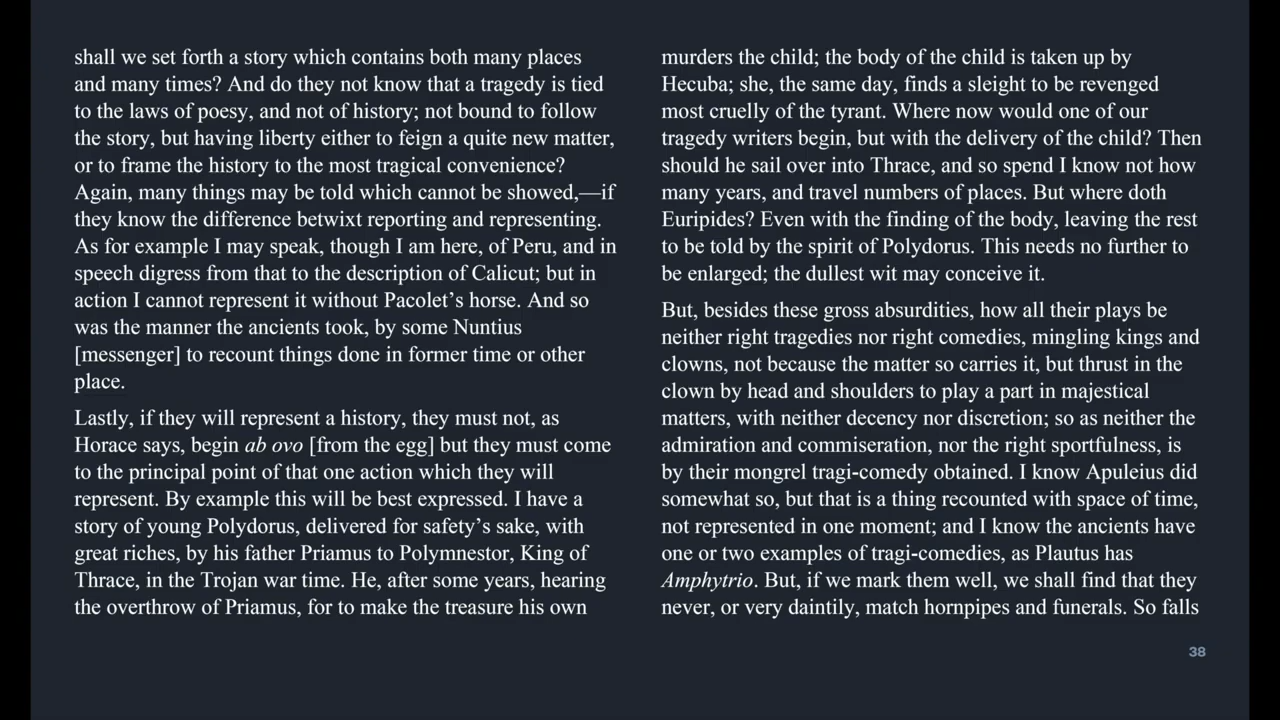 shall we set forth a story which contains both many places
and many times? And do they not know that a tragedy is tied
to the laws of poesy, and not of history; not bound to follow
the story, but having liberty either to feign a quite new matter,
or to frame the history to the most tragical convenience?
Again, many things may be told which cannot be showed,—if
they know the difference betwixt reporting and representing.
As for example I may speak, though I am here, of Peru, and in
speech digress from that to the description of Calicut; but in
action I cannot represent it without Pacolet’s horse. And so
was the manner the ancients took, by some Nuntius
[messenger] to recount things done in former time or other
place.
Lastly, if they will represent a history, they must not, as
Horace says, begin ab ovo [from the egg] but they must come
to the principal point of that one action which they will
represent. By example this will be best expressed. I have a
story of young Polydorus, delivered for safety’s sake, with
great riches, by his father Priamus to Polymnestor, King of
Thrace, in the Trojan war time. He, after some years, hearing
the overthrow of Priamus, for to make the treasure his own
murders the child; the body of the child is taken up by
Hecuba; she, the same day, finds a sleight to be revenged
most cruelly of the tyrant. Where now would one of our
tragedy writers begin, but with the delivery of the child? Then
should he sail over into Thrace, and so spend I know not how
many years, and travel numbers of places. But where doth
Euripides? Even with the finding of the body, leaving the rest
to be told by the spirit of Polydorus. This needs no further to
be enlarged; the dullest wit may conceive it.
But, besides these gross absurdities, how all their plays be
neither right tragedies nor right comedies, mingling kings and
clowns, not because the matter so carries it, but thrust in the
clown by head and shoulders to play a part in majestical
matters, with neither decency nor discretion; so as neither the
admiration and commiseration, nor the right sportfulness, is
by their mongrel tragi-comedy obtained. I know Apuleius did
somewhat so, but that is a thing recounted with space of time,
not represented in one moment; and I know the ancients have
one or two examples of tragi-comedies, as Plautus has
Amphytrio. But, if we mark them well, we shall find that they
never, or very daintily, match hornpipes and funerals. So falls
38